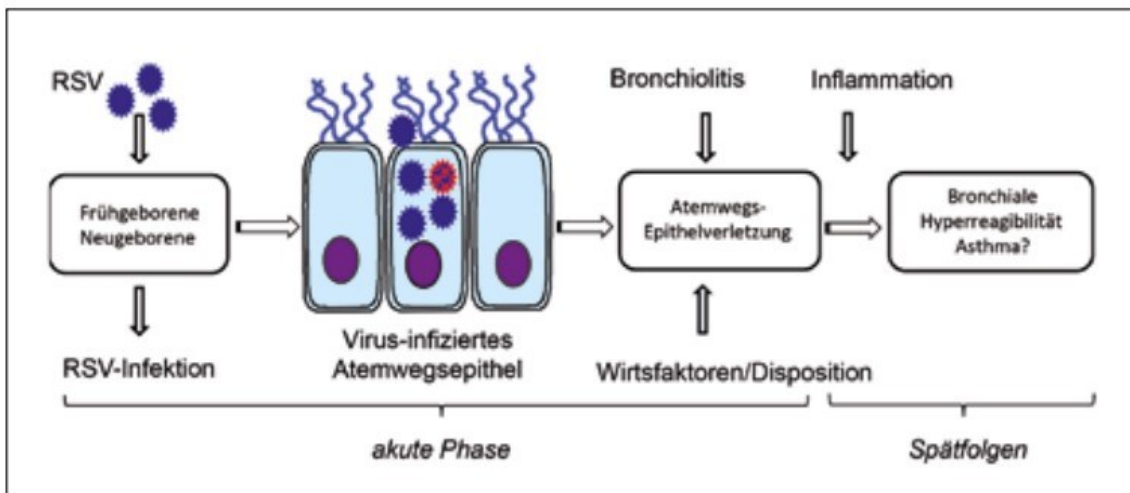 RSV
Bronchiolitis
Inflammation
Frühgeborene
Neugeborene
Atemwegs-
Epithelverletzung
Bronchiale
Hyperreagibilität
Asthma?
RSV-Infektion
Virus-infiziertes
Atemwegsepithel
Wirtsfaktoren/Disposition
akute Phase
Spätfolgen